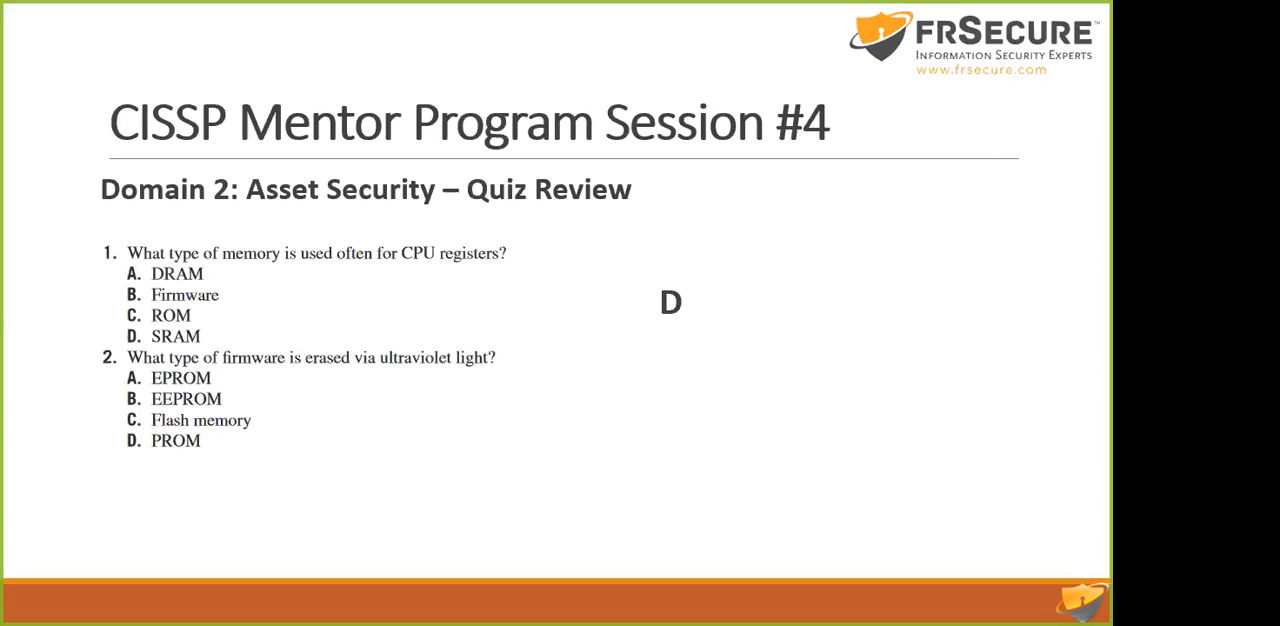 FRSECURE™
INFORMATION SECURITY EXPERTS
www.frsecure.com
CISSP Mentor Program Session #4
Domain 2: Asset Security – Quiz Review
1. What type of memory is used often for CPU registers?
A. DRAM
B. Firmware
C. ROM
D. SRAM
D
2. What type of firmware is erased via ultraviolet light?
A. EPROM
B. EEPROM
C. Flash memory
D. PROM